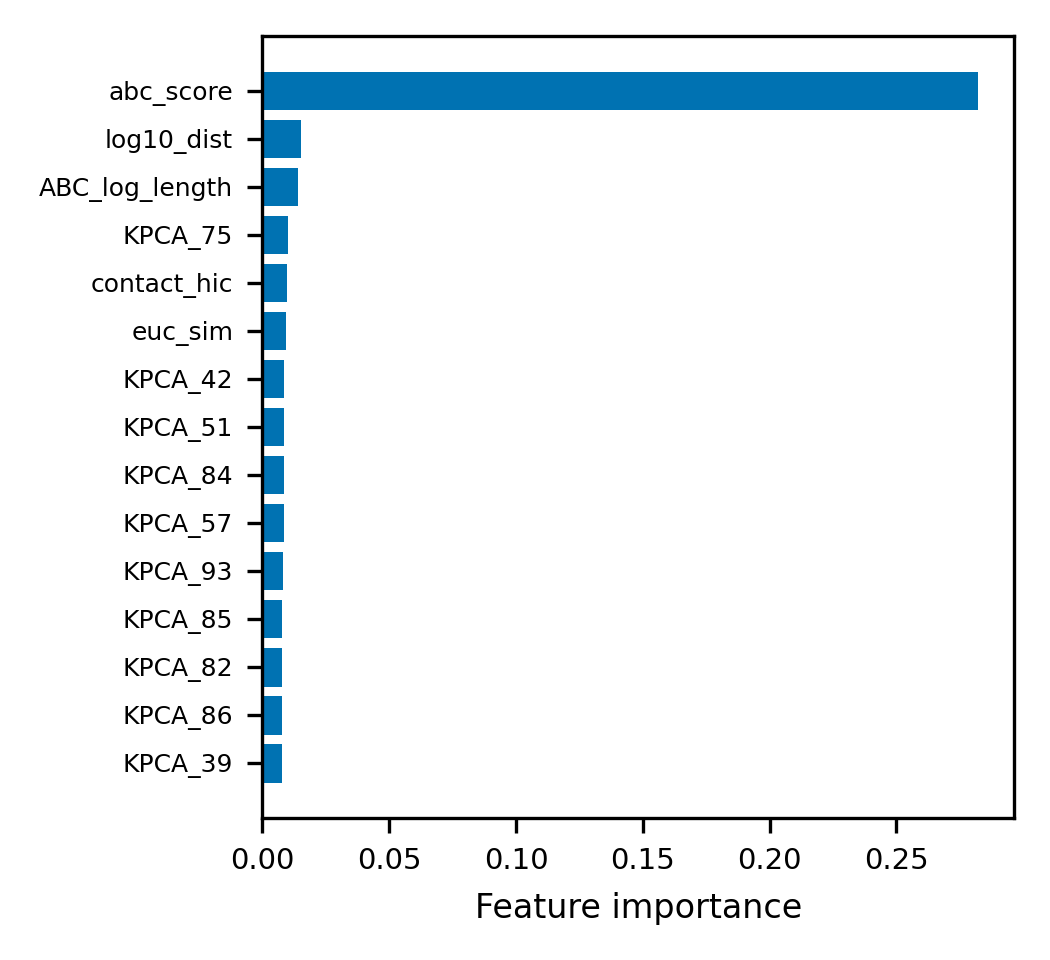 abc_score
log10_dist
ABC_log_length
KPCA_75
contact_hic
euc_sim
KPCA_42
KPCA_51
KPCA_84
KPCA_57
KPCA_93
KPCA_85
KPCA_82
KPCA_86
KPCA_39
0.00 0.05 0.10 0.15 0.20 0.25
Feature importance